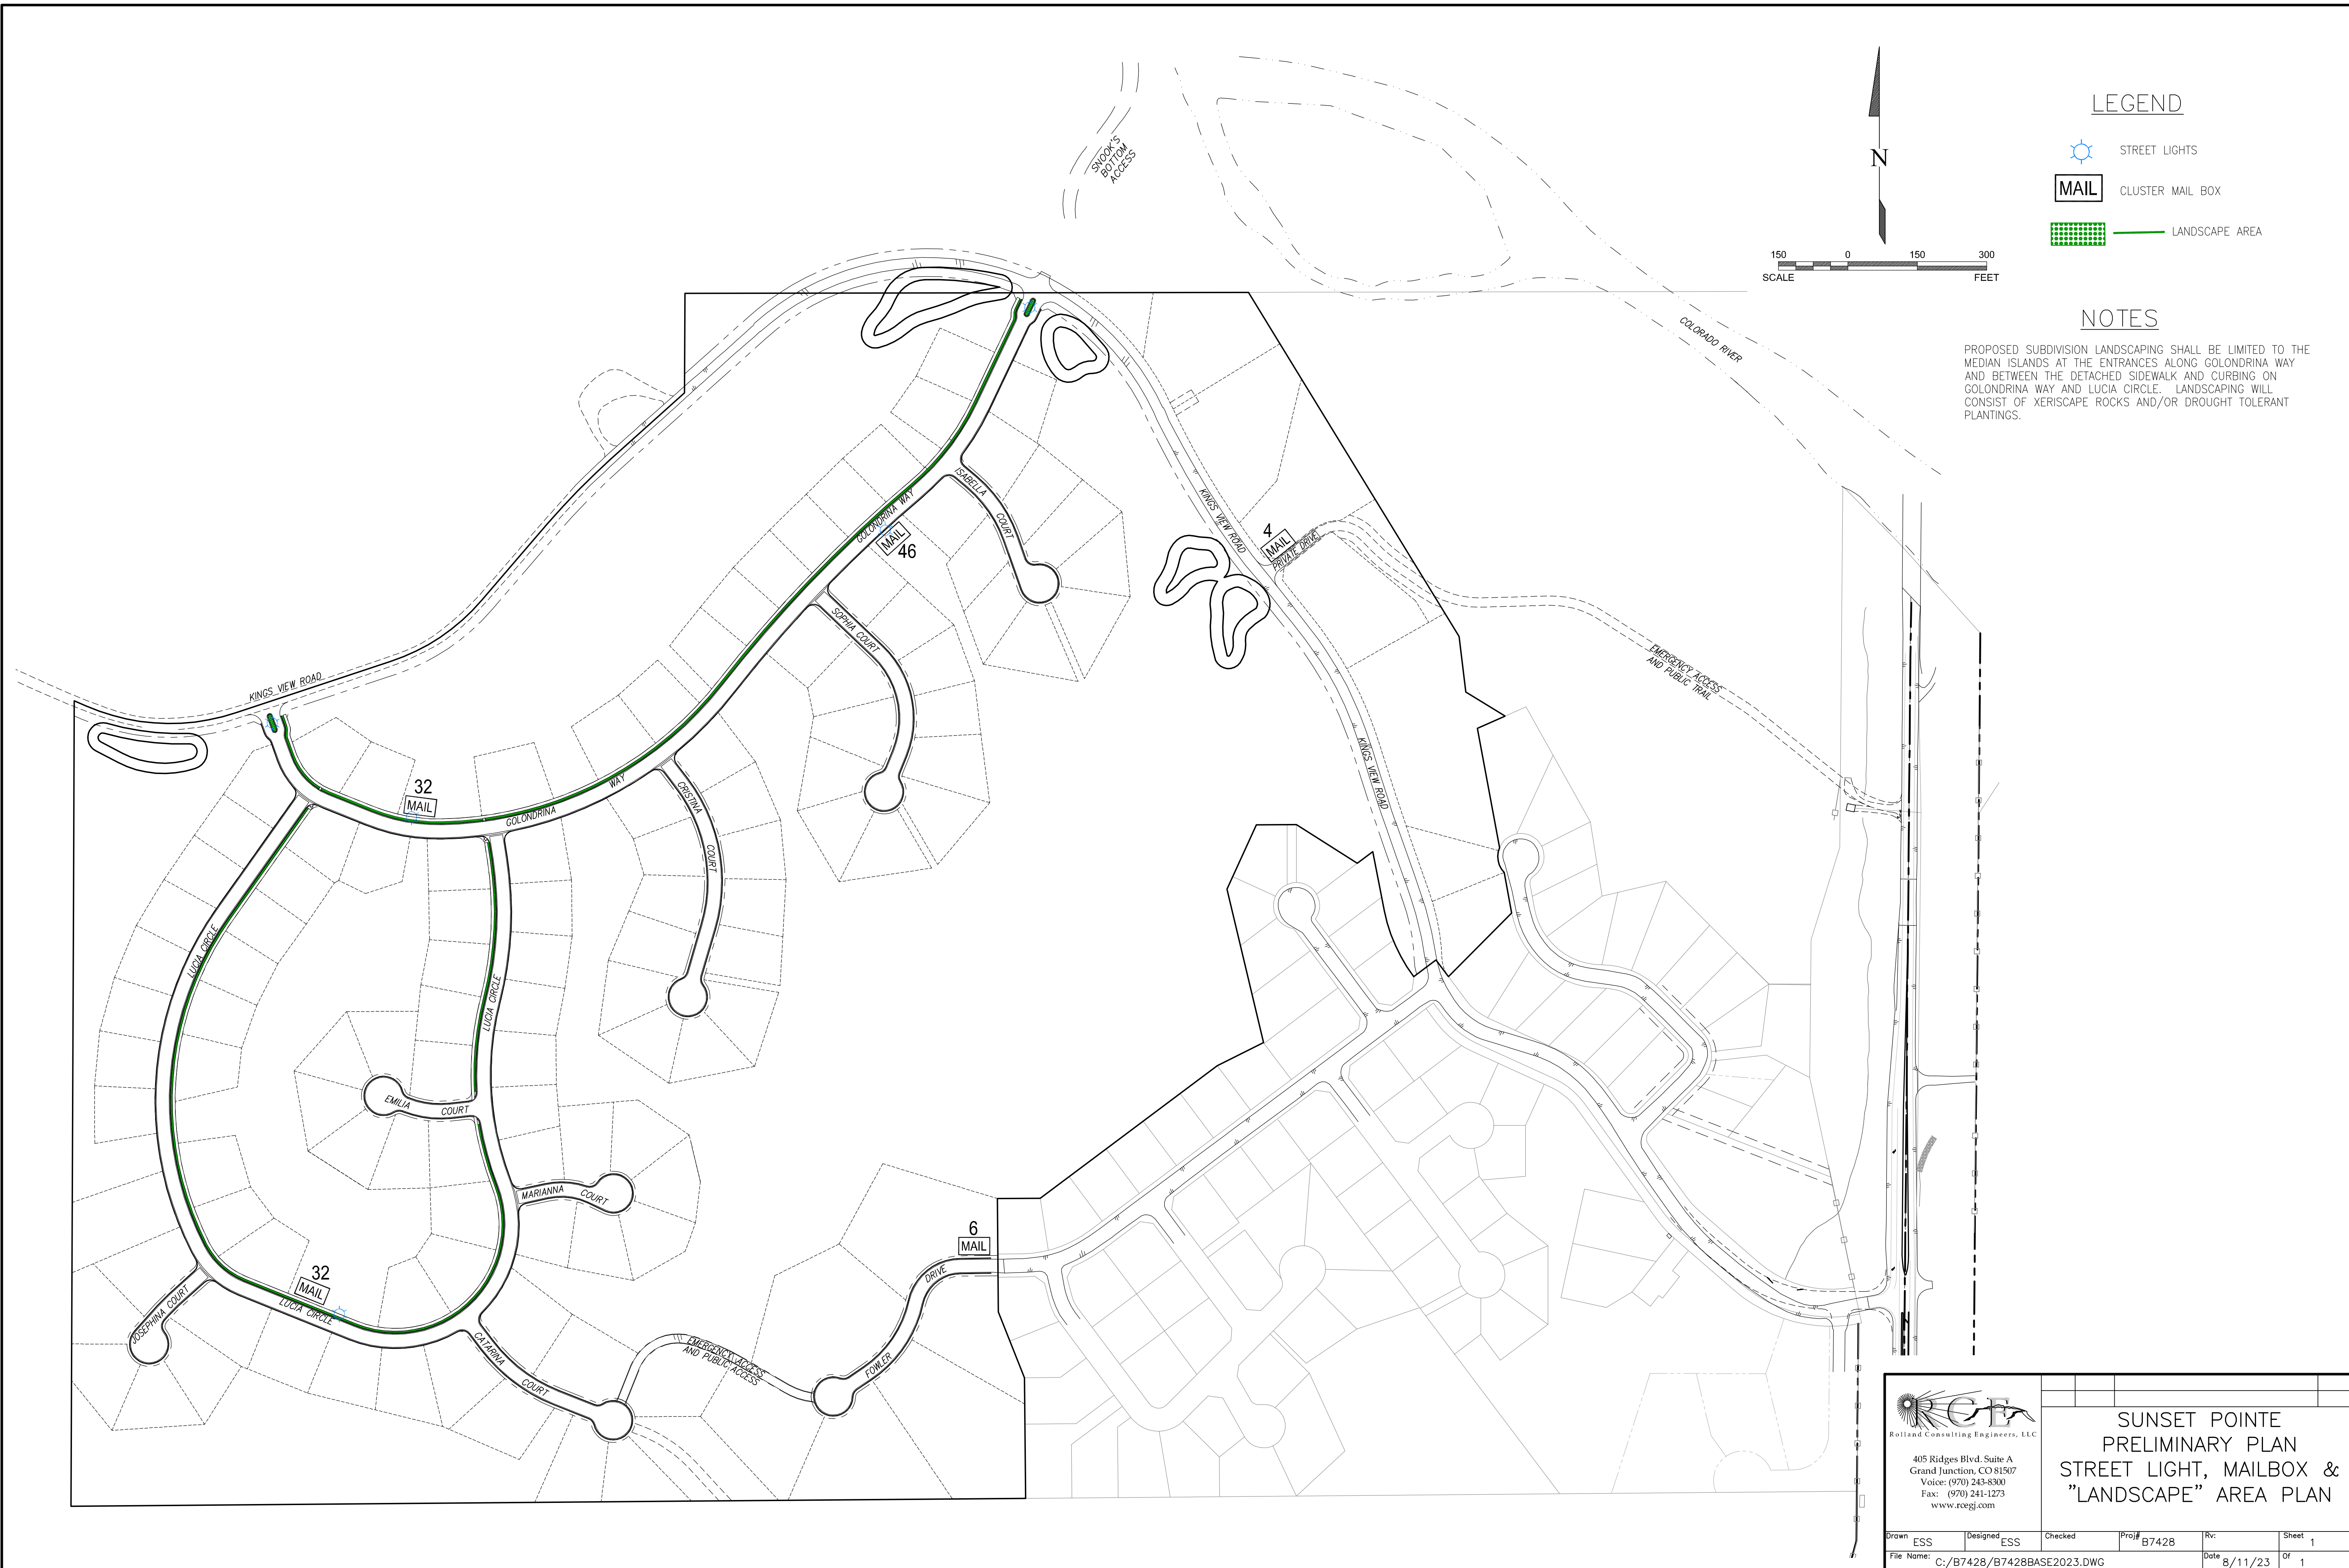 SNOOK'S
BOTTOM
ACCESS
N
150 0 150 300
SCALE FEET
LEGEND
STREET LIGHTS
MAIL CLUSTER MAIL BOX
LANDSCAPE AREA
NOTES
PROPOSED SUBDIVISION LANDSCAPING SHALL BE LIMITED TO THE
MEDIAN ISLANDS AT THE ENTRANCES ALONG GOLONDRINA WAY
AND BETWEEN THE DETACHED SIDEWALK AND CURBING ON
GOLONDRINA WAY AND LUCIA CIRCLE. LANDSCAPING WILL
CONSIST OF XERISCAPE ROCKS AND/OR DROUGHT TOLERANT
PLANTINGS.
COLORADO RIVER
ISABELLA
COURT
GOLONDRINA WAY
MAIL
46
KINGS VIEW ROAD
4
MAIL
PRIVATE DRIVE
SOPHIA COURT
EMERGENCY ACCESS
AND PUBLIC TRAIL
KINGS VIEW ROAD
KINGS VIEW ROAD
32
MAIL
GOLONDRINA
WAY
CRISTINA
COURT
LUCIA CIRCLE
LUCIA CIRCLE
EMILIA
COURT
MARIANNA
COURT
6
MAIL
32
MAIL
LUCIA CIRCLE
JOSEPHINA COURT
CATARINA
COURT
EMERGENCY ACCESS
AND PUBLIC ACCESS
FOWLER
DRIVE
RCE
Rolland Consulting Engineers, LLC
405 Ridges Blvd. Suite A
Grand Junction, CO 81507
Voice: (970) 243-8300
Fax: (970) 241-1273
www.rcegj.com
SUNSET POINTE
PRELIMINARY PLAN
STREET LIGHT, MAILBOX &
"LANDSCAPE" AREA PLAN
Drawn ESS Designed ESS Checked Proj# B7428 Rv: Sheet 1
File Name: C:/B7428/B7428BASE2023.DWG Date 8/11/23 Of 1